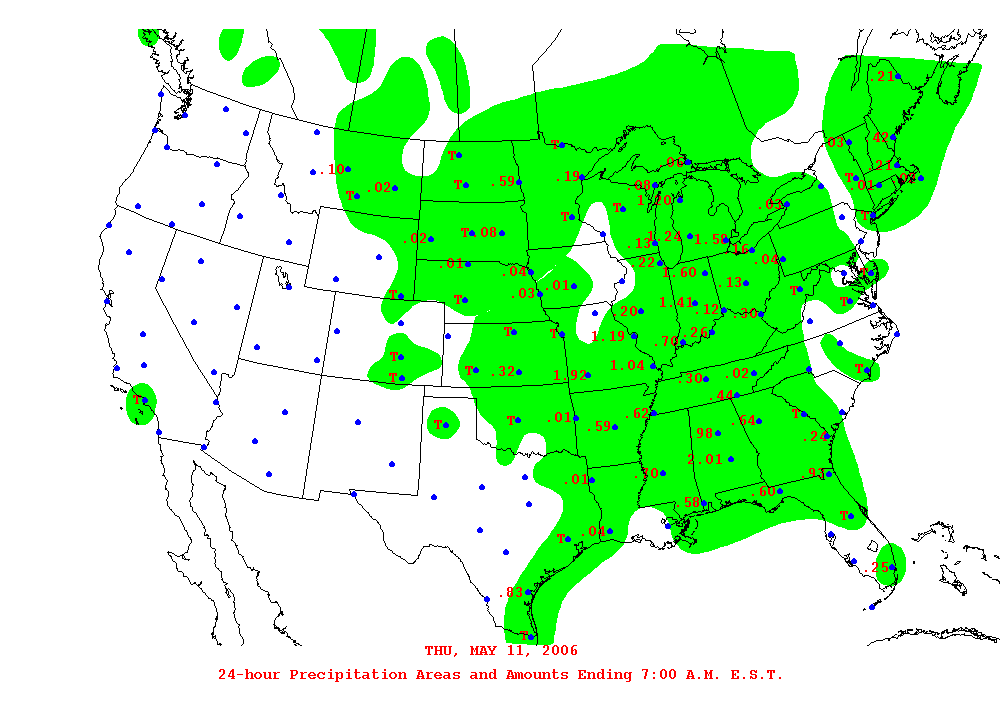 .21
.03 .42
T T
.06 .21
.10 T .59 .19 .08 T .01 .07
.02 T 1.20 .03
T T
.02 T .08 .13 1.24 1.59
.16
.01 .04 .22 1.60 .04 T
T .03 .01 .13 T
T 1.41 .12 T
.20 .30
T T 1.19 .70 .26
T T .32 1.04 T
T 1.92 .30 .02
.44
T T .01 .59 .62 .64 T
.98 .24
2.01
.01 .70 .93
.58 .60
T
T .04
.25
.83
T
THU, MAY 11, 2006
24-hour Precipitation Areas and Amounts Ending 7:00 A.M. E.S.T.